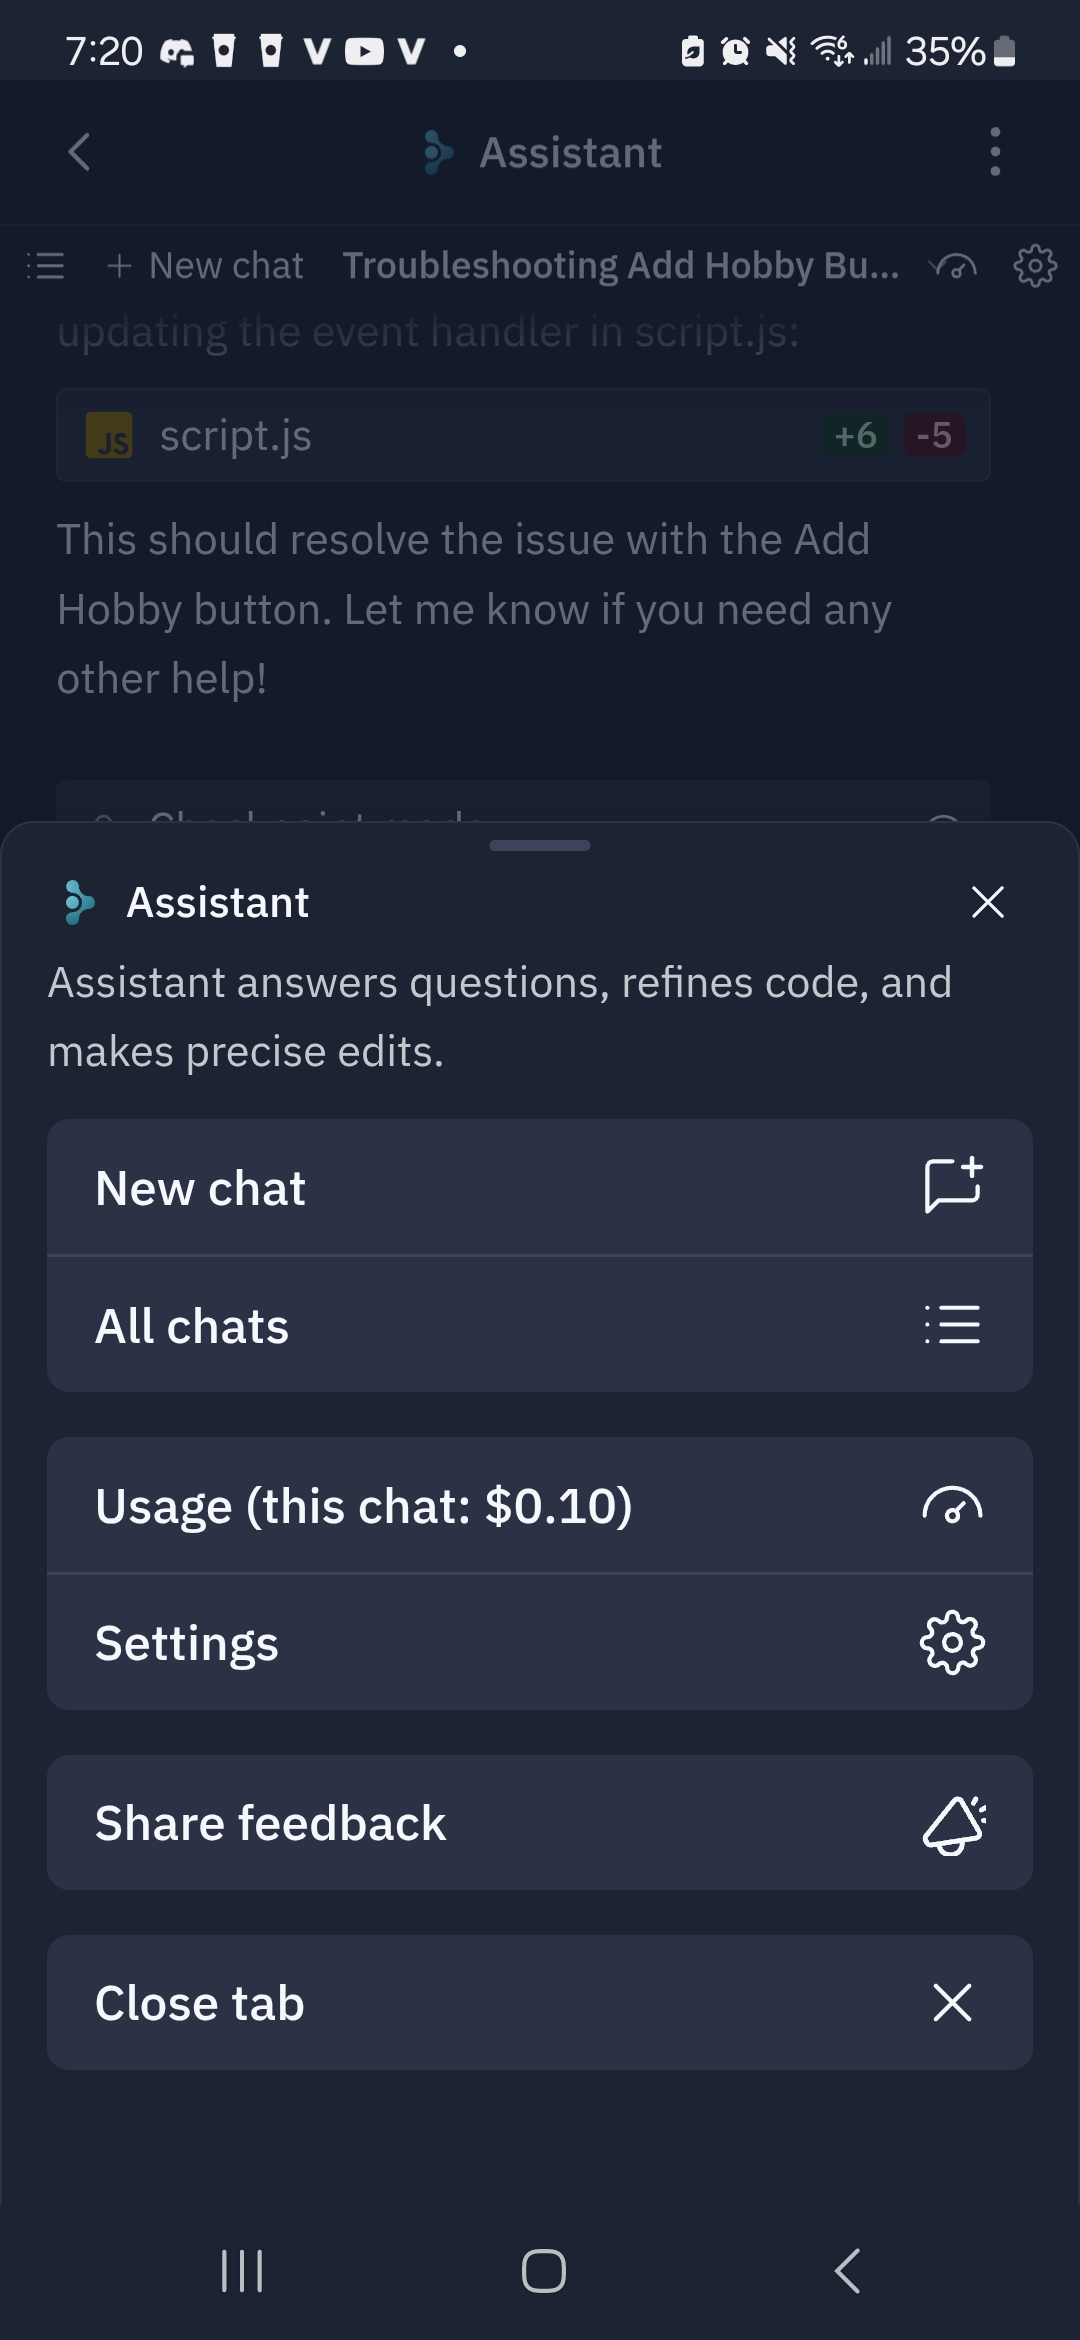 7:20 35%
Assistant
New chat Troubleshooting Add Hobby Bu...
updating the event handler in script.js:
JS script.js +6 -5
This should resolve the issue with the Add
Hobby button. Let me know if you need any
other help!
Checkpoint made
Assistant
Assistant answers questions, refines code, and
makes precise edits.
New chat
All chats
Usage (this chat: $0.10)
Settings
Share feedback
Close tab